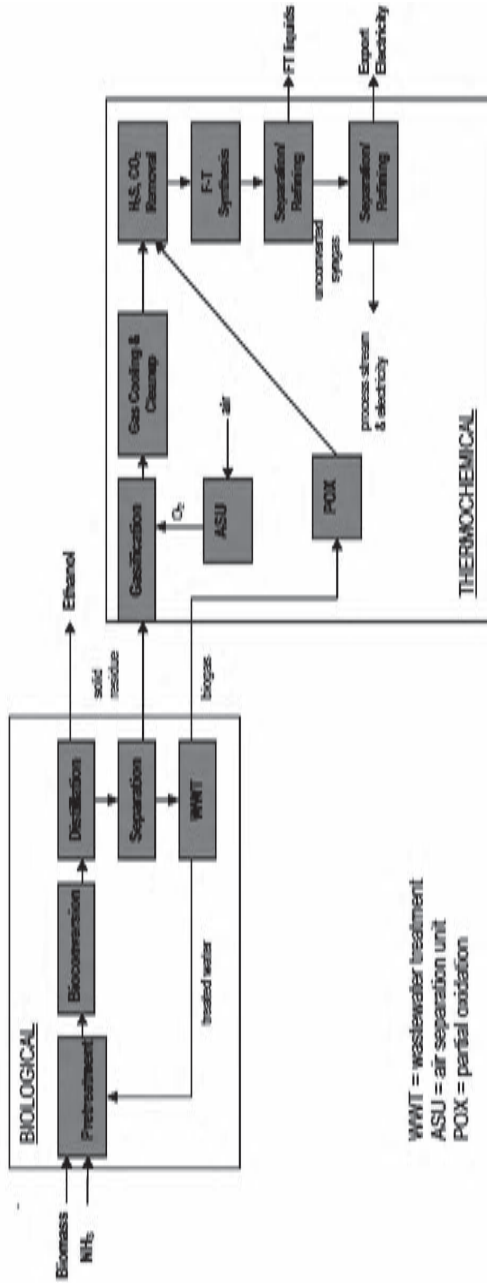 BIOLOGICAL
Biomass
NH₃
Pretreatment
Bioconversion
Distillation
Ethanol
Separation
WWT
treated water
solid
residue
biogas
Gasification
Gas Cooling &
Cleanup
O₂
ASU
air
POX
H₂S, CO₂
Removal
F-T
Synthesis
Separation/
Refining
FT liquids
unconverted
syngas
Separation/
Refining
Export
Electricity
process stream
& electricity
THERMOCHEMICAL
WWT = wastewater treatment
ASU = air separation unit
POX = partial oxidation